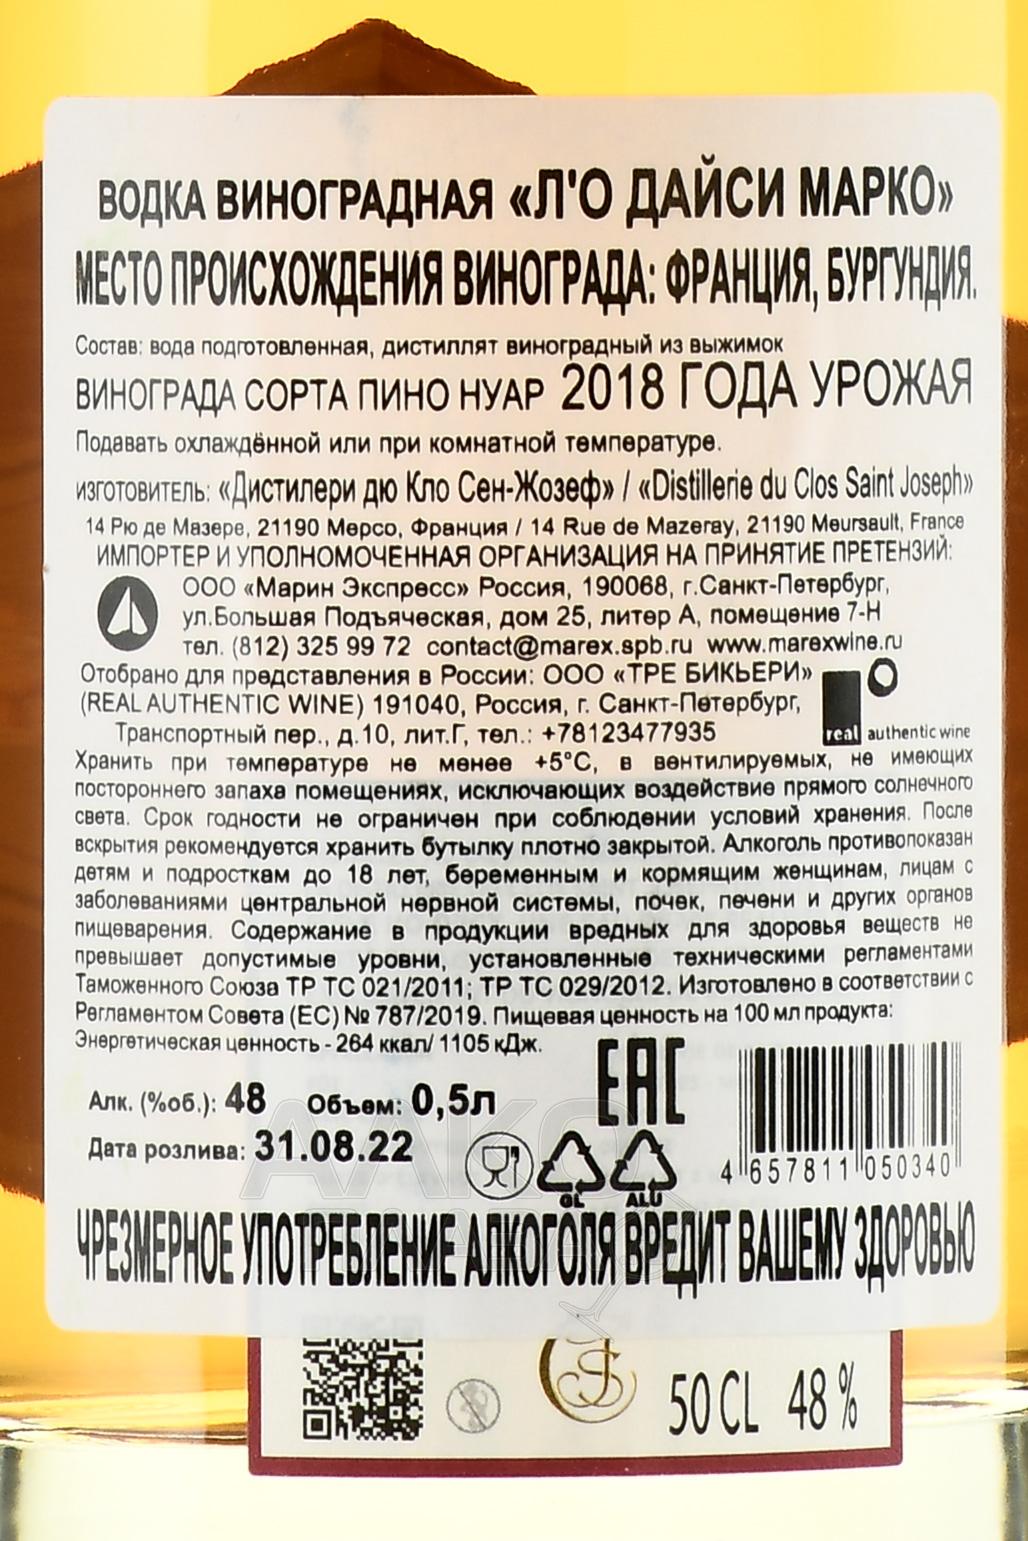 ВОДКА ВИНОГРАДНАЯ «Л'О ДАЙСИ МАРКО»
МЕСТО ПРОИСХОЖДЕНИЯ ВИНОГРАДА: ФРАНЦИЯ, БУРГУНДИЯ.
Состав: вода подготовленная, дистиллят виноградный из выжимок
ВИНОГРАДА СОРТА ПИНО НУАР 2018 ГОДА УРОЖАЯ
Подавать охлаждённой или при комнатной температуре.
ИЗГОТОВИТЕЛЬ: «Дистилери дю Кло Сен-Жозеф» / «Distillerie du Clos Saint Joseph»
14 Рю де Мазере, 21190 Мерсо, Франция / 14 Rue de Mazeray, 21190 Meursault, France
ИМПОРТЕР И УПОЛНОМОЧЕННАЯ ОРГАНИЗАЦИЯ НА ПРИНЯТИЕ ПРЕТЕНЗИЙ:
ООО «Марин Экспресс» Россия, 190068, г.Санкт-Петербург,
ул.Большая Подъяческая, дом 25, литер А, помещение 7-Н
тел. (812) 325 99 72 contact@marex.spb.ru www.marexwine.ru
Отобрано для представления в России: ООО «ТРЕ БИКЬЕРИ»
(REAL AUTHENTIC WINE) 191040, Россия, г. Санкт-Петербург,
Транспортный пер., д.10, лит.Г, тел.: +78123477935
real authentic wine
Хранить при температуре не менее +5°С, в вентилируемых, не имеющих
постороннего запаха помещениях, исключающих воздействие прямого солнечного
света. Срок годности не ограничен при соблюдении условий хранения. После
вскрытия рекомендуется хранить бутылку плотно закрытой. Алкоголь противопоказан
детям и подросткам до 18 лет, беременным и кормящим женщинам, лицам с
заболеваниями центральной нервной системы, почек, печени и других органов
пищеварения. Содержание в продукции вредных для здоровья веществ не
превышает допустимые уровни, установленные техническими регламентами
Таможенного Союза ТР ТС 021/2011; ТР ТС 029/2012. Изготовлено в соответствии с
Регламентом Совета (ЕС) № 787/2019. Пищевая ценность на 100 мл продукта:
Энергетическая ценность - 264 ккал/ 1105 кДж.
EAC
Алк. (%об.): 48 Объем: 0,5л
Дата розлива: 31.08.22
GL ALU
4 657811 050340
ЧРЕЗМЕРНОЕ УПОТРЕБЛЕНИЕ АЛКОГОЛЯ ВРЕДИТ ВАШЕМУ ЗДОРОВЬЮ
50 CL 48 %